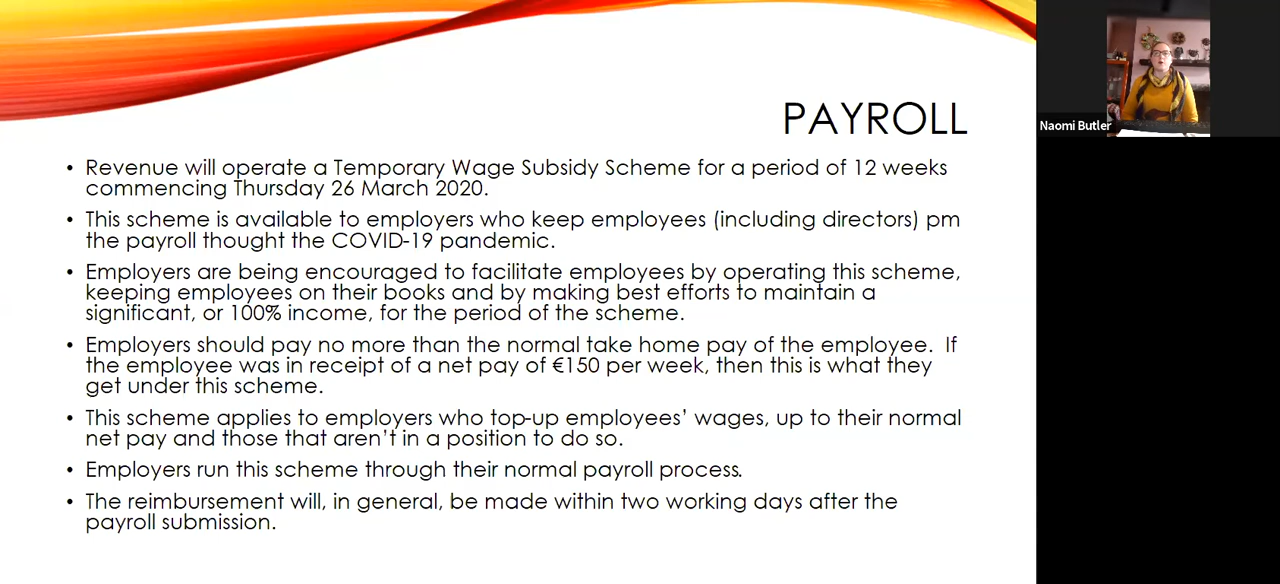 PAYROLL
• Revenue will operate a Temporary Wage Subsidy Scheme for a period of 12 weeks
commencing Thursday 26 March 2020.
• This scheme is available to employers who keep employees (including directors) pm
the payroll thought the COVID-19 pandemic.
• Employers are being encouraged to facilitate employees by operating this scheme,
keeping employees on their books and by making best efforts to maintain a
significant, or 100% income, for the period of the scheme.
• Employers should pay no more than the normal take home pay of the employee. If
the employee was in receipt of a net pay of €150 per week, then this is what they
get under this scheme.
• This scheme applies to employers who top-up employees’ wages, up to their normal
net pay and those that aren’t in a position to do so.
• Employers run this scheme through their normal payroll process.
• The reimbursement will, in general, be made within two working days after the
payroll submission.
Naomi Butler